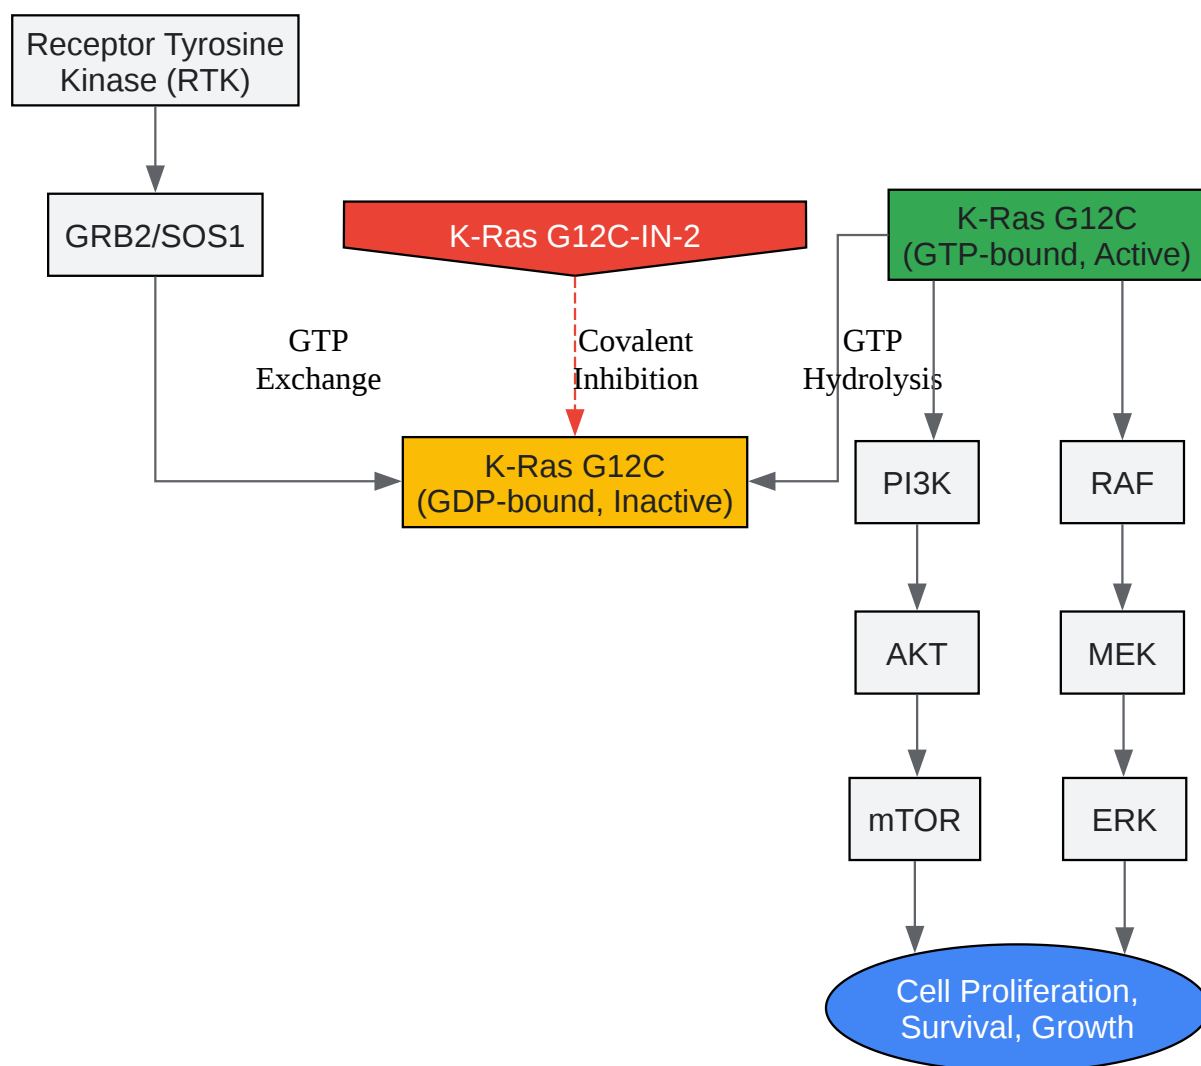 Receptor Tyrosine
Kinase (RTK)
GRB2/SOS1
K-Ras G12C-IN-2
K-Ras G12C
(GTP-bound, Active)
GTP
Exchange
Covalent
Inhibition
GTP
Hydrolysis
K-Ras G12C
(GDP-bound, Inactive)
PI3K
RAF
AKT
MEK
mTOR
ERK
Cell Proliferation,
Survival, Growth